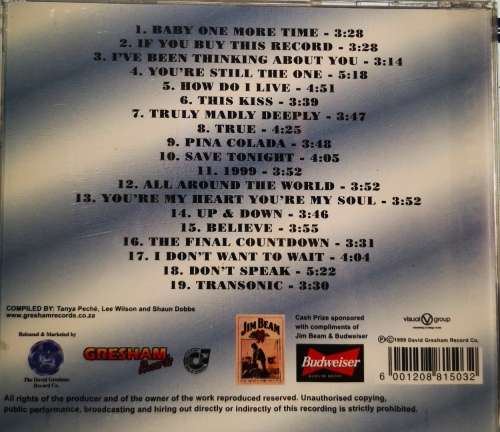 1. BABY ONE MORE TIME - 3:28
2. IF YOU BUY THIS RECORD - 3:28
3. I'VE BEEN THINKING ABOUT YOU - 3:14
4. YOU'RE STILL THE ONE - 5:18
5. HOW DO I LIVE - 4:51
6. THIS KISS - 3:39
7. TRULY MADLY DEEPLY - 3:47
8. TRUE - 4:25
9. PINA COLADA - 3:48
10. SAVE TONIGHT - 4:05
11. 1999 - 3:52
12. ALL AROUND THE WORLD - 3:52
13. YOU'RE MY HEART YOU'RE MY SOUL - 3:52
14. UP & DOWN - 3:46
15. BELIEVE - 3:55
16. THE FINAL COUNTDOWN - 3:31
17. I DON'T WANT TO WAIT - 4:04
18. DON'T SPEAK - 5:22
19. TRANSONIC - 3:30
COMPILED BY: Tanya Peché, Lee Wilson and Shaun Dobbs
www.greshamrecords.co.za
Released & Marketed by
The David Gresham
Record Co.
GRESHAM
Records
JIM BEAM
Cash Prize sponsored
with compliments of
Jim Beam & Budweiser
Budweiser
visual group
℗©1999 David Gresham Record Co.
6 001208 815032
All rights of the producer and of the owner of the work reproduced reserved. Unauthorised copying,
public performance, broadcasting and hiring out directly or indirectly of this recording is strictly prohibited.